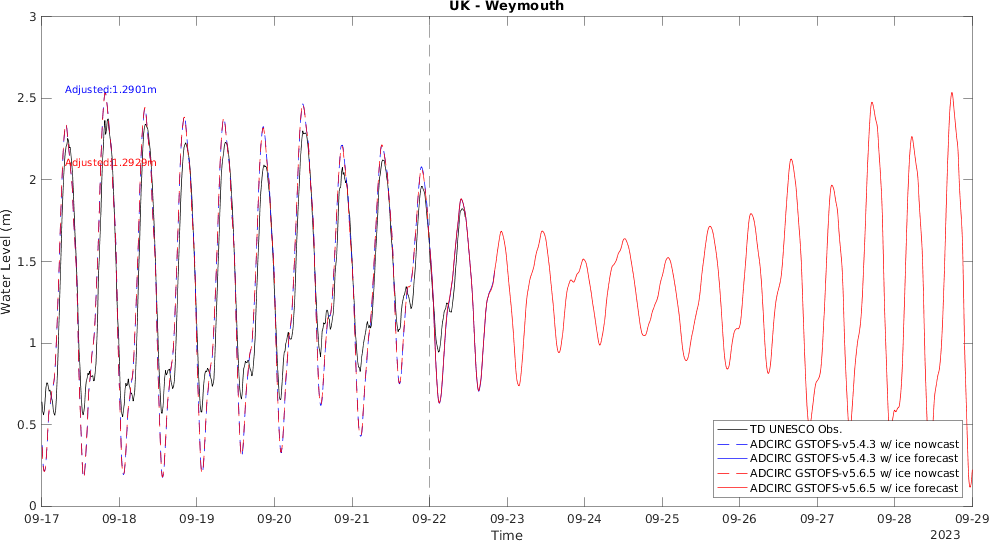 UK - Weymouth
3
2.5
2
1.5
1
0.5
0
Water Level (m)
Adjusted:1.2901m
Adjusted:1.2929m
TD UNESCO Obs.
ADCIRC GSTOFS-v5.4.3 w/ ice nowcast
ADCIRC GSTOFS-v5.4.3 w/ ice forecast
ADCIRC GSTOFS-v5.6.5 w/ ice nowcast
ADCIRC GSTOFS-v5.6.5 w/ ice forecast
09-17 09-18 09-19 09-20 09-21 09-22 09-23 09-24 09-25 09-26 09-27 09-28 09-29
Time
2023